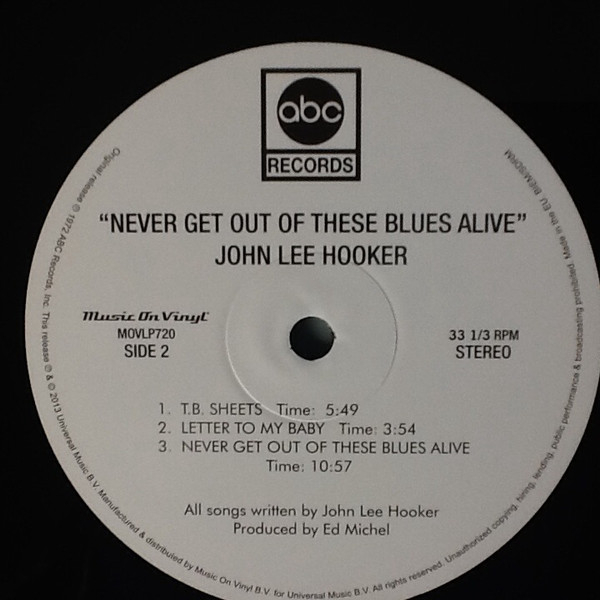 abc
RECORDS
"NEVER GET OUT OF THESE BLUES ALIVE"
JOHN LEE HOOKER
Music On Vinyl
MOVLP720
SIDE 2
33 1/3 RPM
STEREO
1. T.B. SHEETS Time: 5:49
2. LETTER TO MY BABY Time: 3:54
3. NEVER GET OUT OF THESE BLUES ALIVE
Time: 10:57
All songs written by John Lee Hooker
Produced by Ed Michel
Original release ℗ 1972 ABC Records, Inc. This release ℗ & © 2013 Universal Music B.V. Manufactured & distributed by Music On Vinyl B.V. for Universal Music B.V. All rights reserved. Unauthorized copying, hiring, lending, public performance & broadcasting prohibited. Made in the EU. BIEM/SDRM